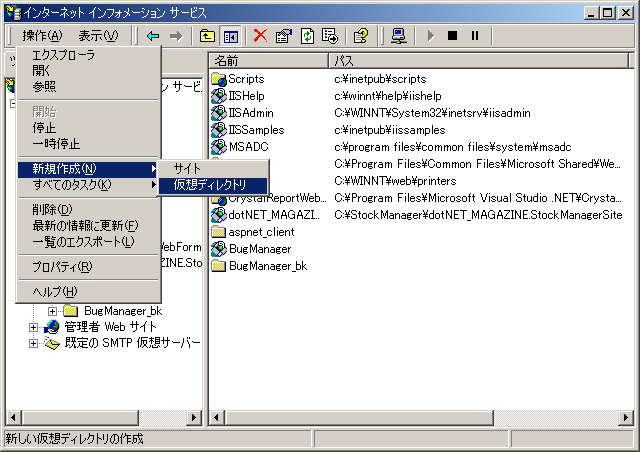 インターネット インフォメーション サービス
操作(A) 表示(V)
エクスプローラ
開く
参照
開始
停止
一時停止
新規作成(N)
すべてのタスク(K)
削除(D)
最新の情報に更新(F)
一覧のエクスポート(L)
プロパティ(R)
ヘルプ(H)
サイト
仮想ディレクトリ
ン サービ
WebForm
AZINE.Sto
BugManager_bk
管理者 Web サイト
既定の SMTP 仮想サーバー
名前 パス
Scripts c:¥inetpub¥scripts
IISHelp c:¥winnt¥help¥iishelp
IISAdmin C:¥WINNT¥System32¥inetsrv¥iisadmin
IISSamples c:¥inetpub¥iissamples
MSADC c:¥program files¥common files¥system¥msadc
C:¥Program Files¥Common Files¥Microsoft Shared¥We...
C:¥WINNT¥web¥printers
CrystalReportWeb... C:¥Program Files¥Microsoft Visual Studio .NET¥Crysta...
dotNET_MAGAZI... C:¥StockManager¥dotNET_MAGAZINE.StockManagerSite
aspnet_client
BugManager
BugManager_bk
新しい仮想ディレクトリの作成